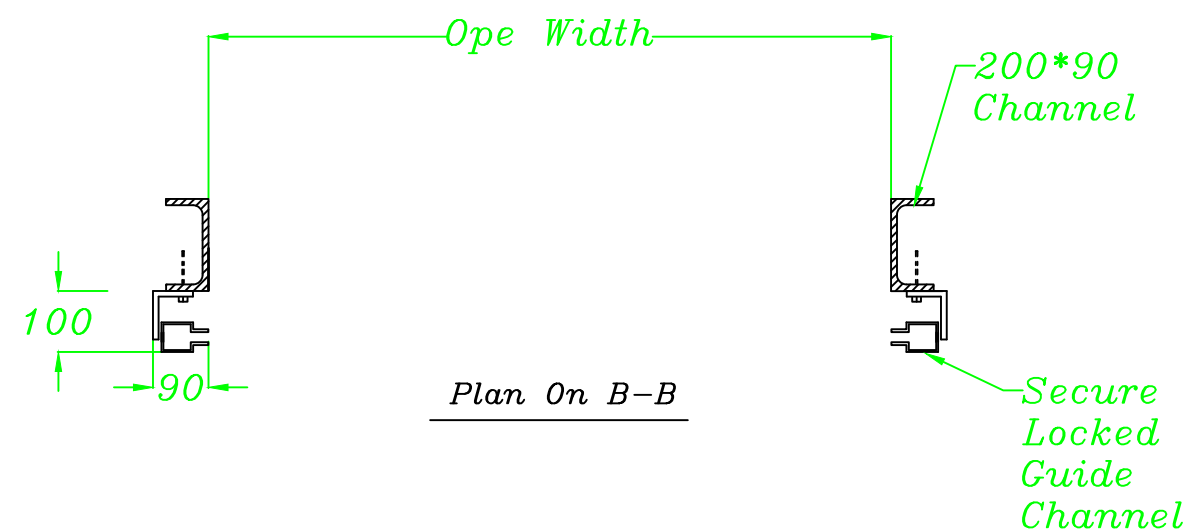 Ope Width
200*90
Channel
100
90
Plan On B-B
Secure
Locked
Guide
Channel